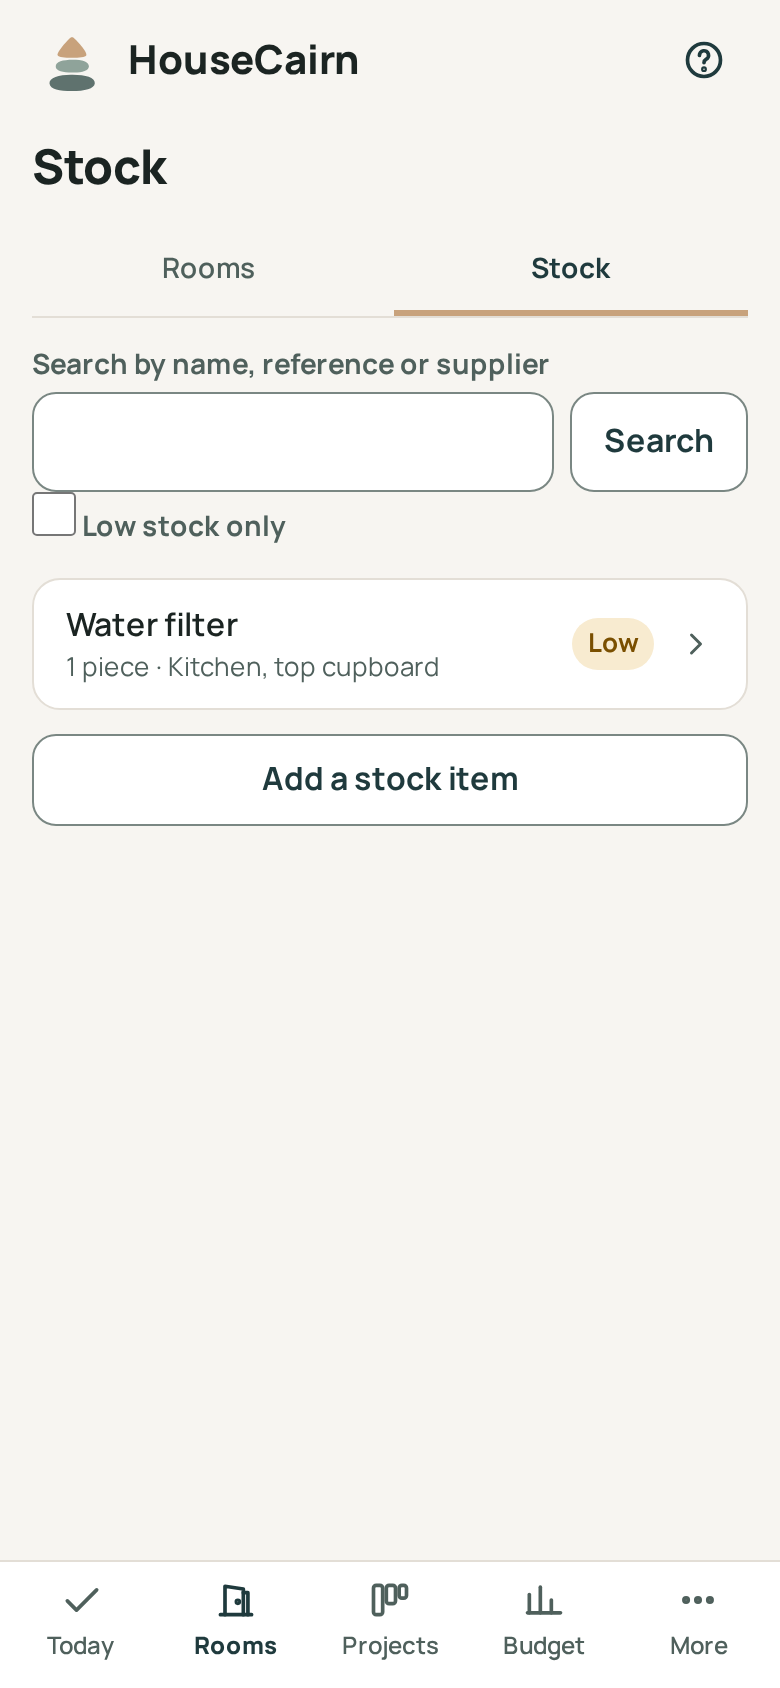 HouseCairn
Stock
Rooms
Stock
Search by name, reference or supplier
Search
Low stock only
Water filter
1 piece · Kitchen, top cupboard
Low
Add a stock item
Today
Rooms
Projects
Budget
More